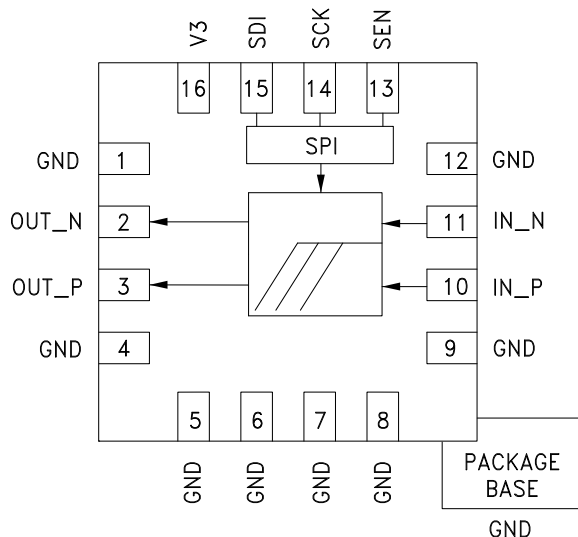 V3 SDI SCK SEN
16 15 14 13
SPI
GND 1 12 GND
OUT_N 2 11 IN_N
OUT_P 3 10 IN_P
GND 4 9 GND
5 6 7 8
GND GND GND GND
PACKAGE
BASE
GND